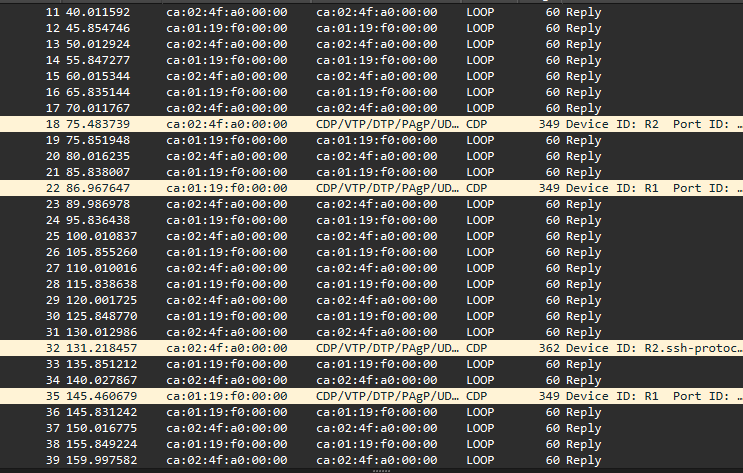 11 40.011592 ca:02:4f:a0:00:00 ca:02:4f:a0:00:00 LOOP 60 Reply
12 45.854746 ca:01:19:f0:00:00 ca:01:19:f0:00:00 LOOP 60 Reply
13 50.012924 ca:02:4f:a0:00:00 ca:02:4f:a0:00:00 LOOP 60 Reply
14 55.847277 ca:01:19:f0:00:00 ca:01:19:f0:00:00 LOOP 60 Reply
15 60.015344 ca:02:4f:a0:00:00 ca:02:4f:a0:00:00 LOOP 60 Reply
16 65.835144 ca:01:19:f0:00:00 ca:01:19:f0:00:00 LOOP 60 Reply
17 70.011767 ca:02:4f:a0:00:00 ca:02:4f:a0:00:00 LOOP 60 Reply
18 75.483739 ca:02:4f:a0:00:00 CDP/VTP/DTP/PAgP/UD… CDP 349 Device ID: R2 Port ID: …
19 75.851948 ca:01:19:f0:00:00 ca:01:19:f0:00:00 LOOP 60 Reply
20 80.016235 ca:02:4f:a0:00:00 ca:02:4f:a0:00:00 LOOP 60 Reply
21 85.838007 ca:01:19:f0:00:00 ca:01:19:f0:00:00 LOOP 60 Reply
22 86.967647 ca:01:19:f0:00:00 CDP/VTP/DTP/PAgP/UD… CDP 349 Device ID: R1 Port ID: …
23 89.986978 ca:02:4f:a0:00:00 ca:02:4f:a0:00:00 LOOP 60 Reply
24 95.836438 ca:01:19:f0:00:00 ca:01:19:f0:00:00 LOOP 60 Reply
25 100.010837 ca:02:4f:a0:00:00 ca:02:4f:a0:00:00 LOOP 60 Reply
26 105.855260 ca:01:19:f0:00:00 ca:01:19:f0:00:00 LOOP 60 Reply
27 110.010016 ca:02:4f:a0:00:00 ca:02:4f:a0:00:00 LOOP 60 Reply
28 115.838638 ca:01:19:f0:00:00 ca:01:19:f0:00:00 LOOP 60 Reply
29 120.001725 ca:02:4f:a0:00:00 ca:02:4f:a0:00:00 LOOP 60 Reply
30 125.848770 ca:01:19:f0:00:00 ca:01:19:f0:00:00 LOOP 60 Reply
31 130.012986 ca:02:4f:a0:00:00 ca:02:4f:a0:00:00 LOOP 60 Reply
32 131.218457 ca:02:4f:a0:00:00 CDP/VTP/DTP/PAgP/UD… CDP 362 Device ID: R2.ssh-protoc…
33 135.851212 ca:01:19:f0:00:00 ca:01:19:f0:00:00 LOOP 60 Reply
34 140.027867 ca:02:4f:a0:00:00 ca:02:4f:a0:00:00 LOOP 60 Reply
35 145.460679 ca:01:19:f0:00:00 CDP/VTP/DTP/PAgP/UD… CDP 349 Device ID: R1 Port ID: …
36 145.831242 ca:01:19:f0:00:00 ca:01:19:f0:00:00 LOOP 60 Reply
37 150.016775 ca:02:4f:a0:00:00 ca:02:4f:a0:00:00 LOOP 60 Reply
38 155.849224 ca:01:19:f0:00:00 ca:01:19:f0:00:00 LOOP 60 Reply
39 159.997582 ca:02:4f:a0:00:00 ca:02:4f:a0:00:00 LOOP 60 Reply